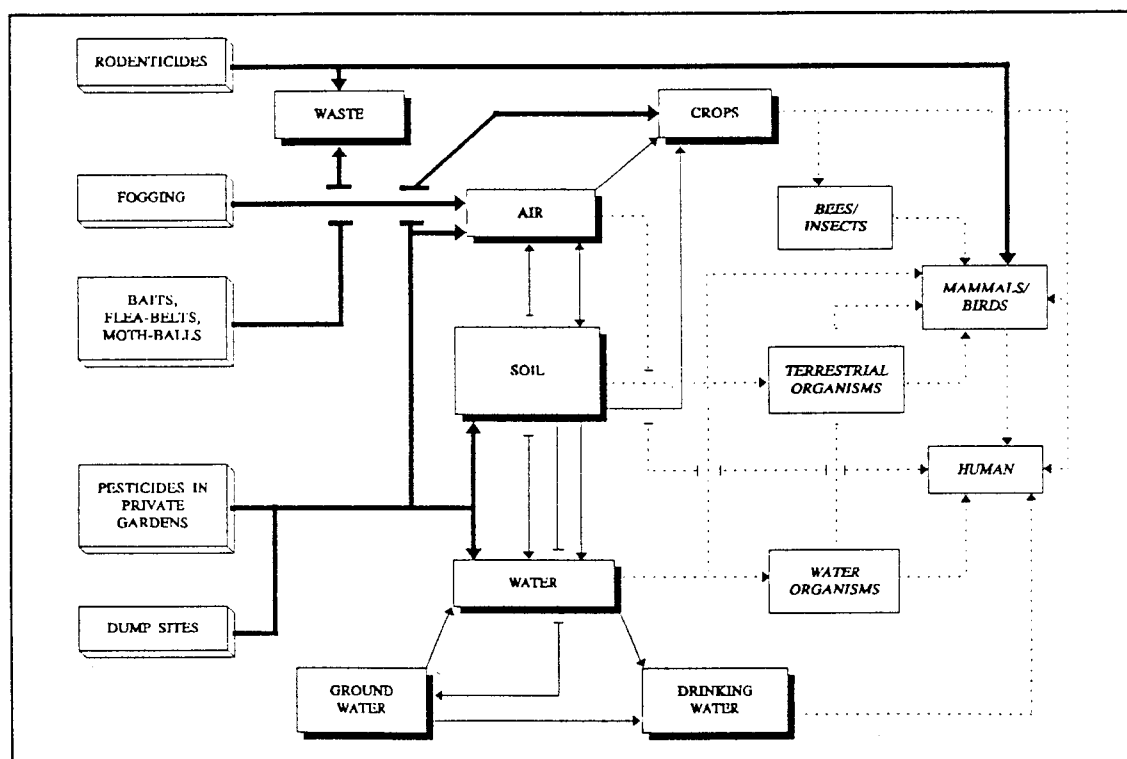 RODENTICIDES
WASTE
CROPS
FOGGING
AIR
BEES/
INSECTS
BAITS,
FLEA-BELTS,
MOTH-BALLS
MAMMALS/
BIRDS
SOIL
TERRESTRIAL
ORGANISMS
PESTICIDES IN
PRIVATE
GARDENS
HUMAN
WATER
WATER
ORGANISMS
DUMP SITES
GROUND
WATER
DRINKING
WATER